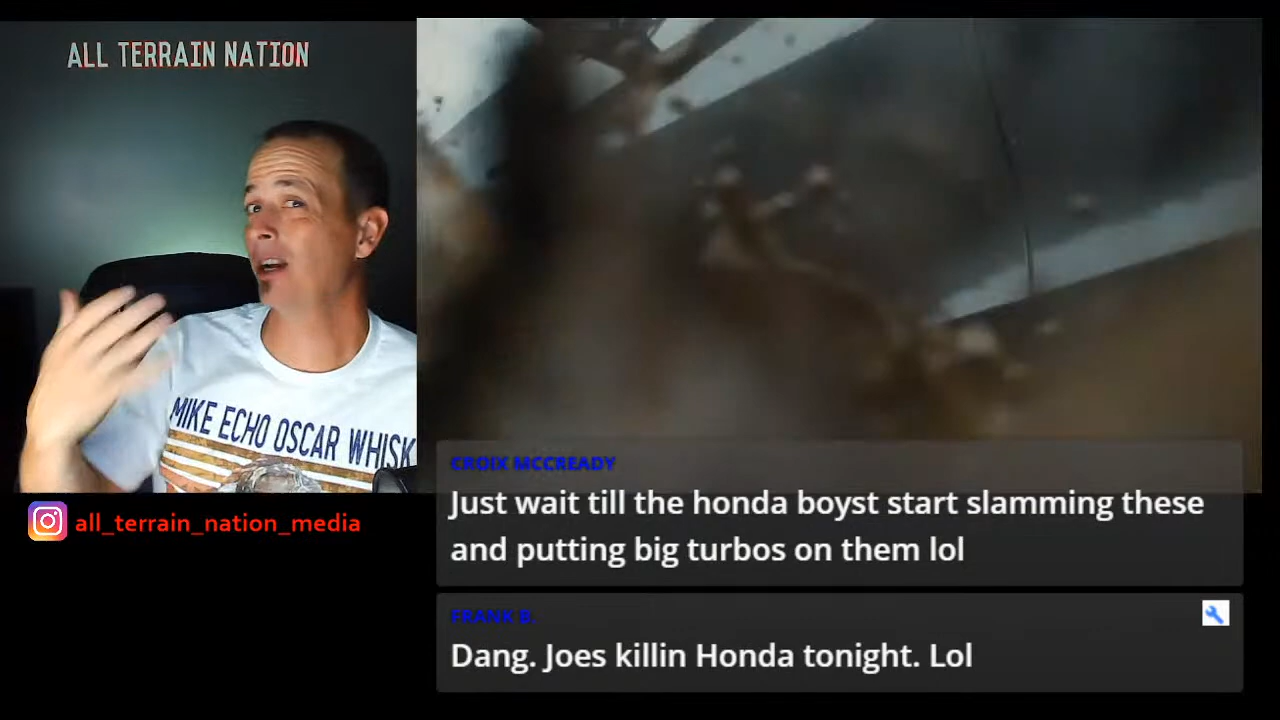 ALL TERRAIN NATION
MIKE ECHO OSCAR WHISK
all_terrain_nation_media
CROIX MCCREADY
Just wait till the honda boyst start slamming these
and putting big turbos on them lol
FRANK B.
Dang. Joes killin Honda tonight. Lol